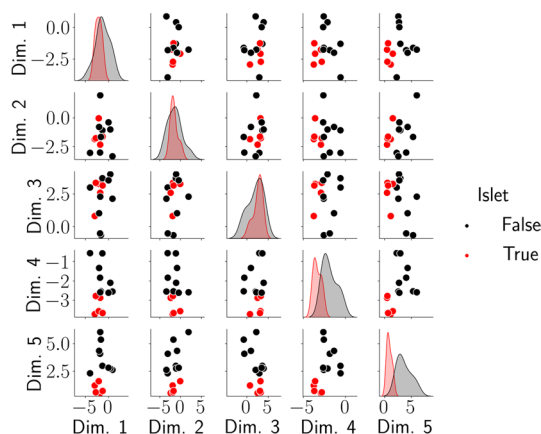 Dim. 1
0.0
−2.5
Dim. 2
0.0
−2.5
Dim. 3
2.5
0.0
Islet
False
True
Dim. 4
−1
−2
−3
Dim. 5
5.0
2.5
−5 0
−5 0 5
0 5
−5 0
0 5
Dim. 1 Dim. 2 Dim. 3 Dim. 4 Dim. 5